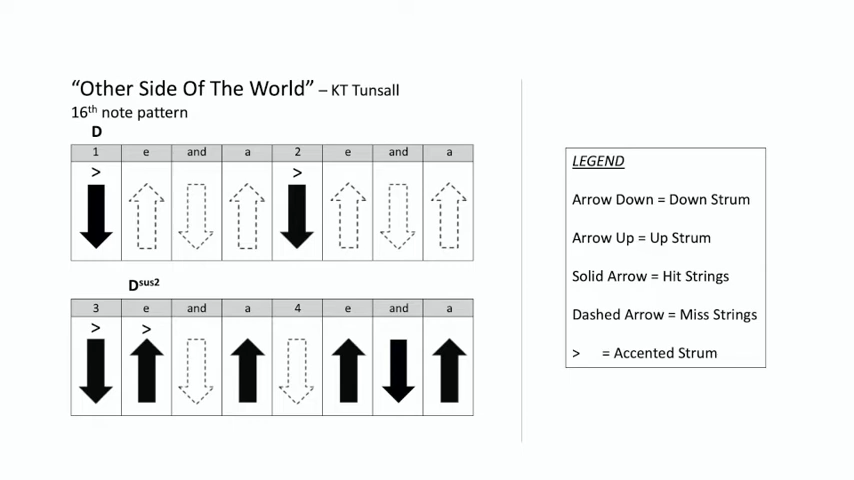 “Other Side Of The World” – KT Tunsall
16th note pattern
D
1 e and a 2 e and a
> >
Dsus2
3 e and a 4 e and a
> >
LEGEND
Arrow Down = Down Strum
Arrow Up = Up Strum
Solid Arrow = Hit Strings
Dashed Arrow = Miss Strings
> = Accented Strum